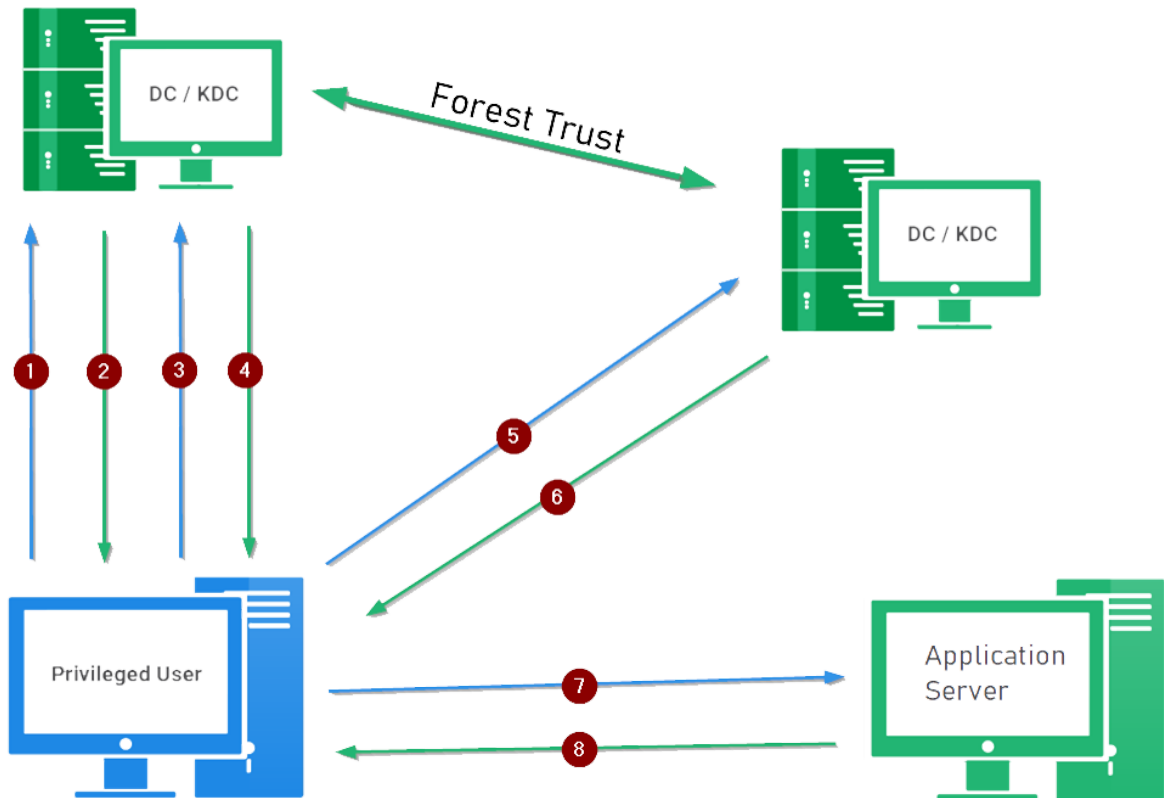 DC / KDC
Forest Trust
DC / KDC
1
2
3
4
5
6
Privileged User
Application
Server
7
8